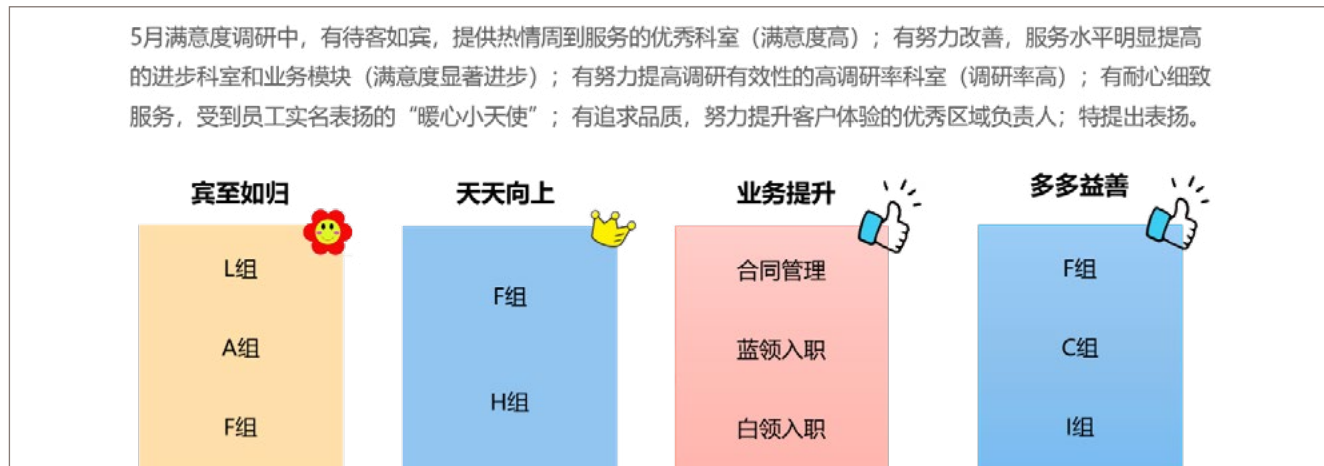 5月满意度调研中，有待客如宾，提供热情周到服务的优秀科室（满意度高）；有努力改善，服务水平明显提高
的进步科室和业务模块（满意度显著进步）；有努力提高调研有效性的高调研率科室（调研率高）；有耐心细致
服务，受到员工实名表扬的“暖心小天使”；有追求品质，努力提升客户体验的优秀区域负责人；特提出表扬。
宾至如归
L组
A组
F组
天天向上
F组
H组
业务提升
合同管理
蓝领入职
白领入职
多多益善
F组
C组
I组